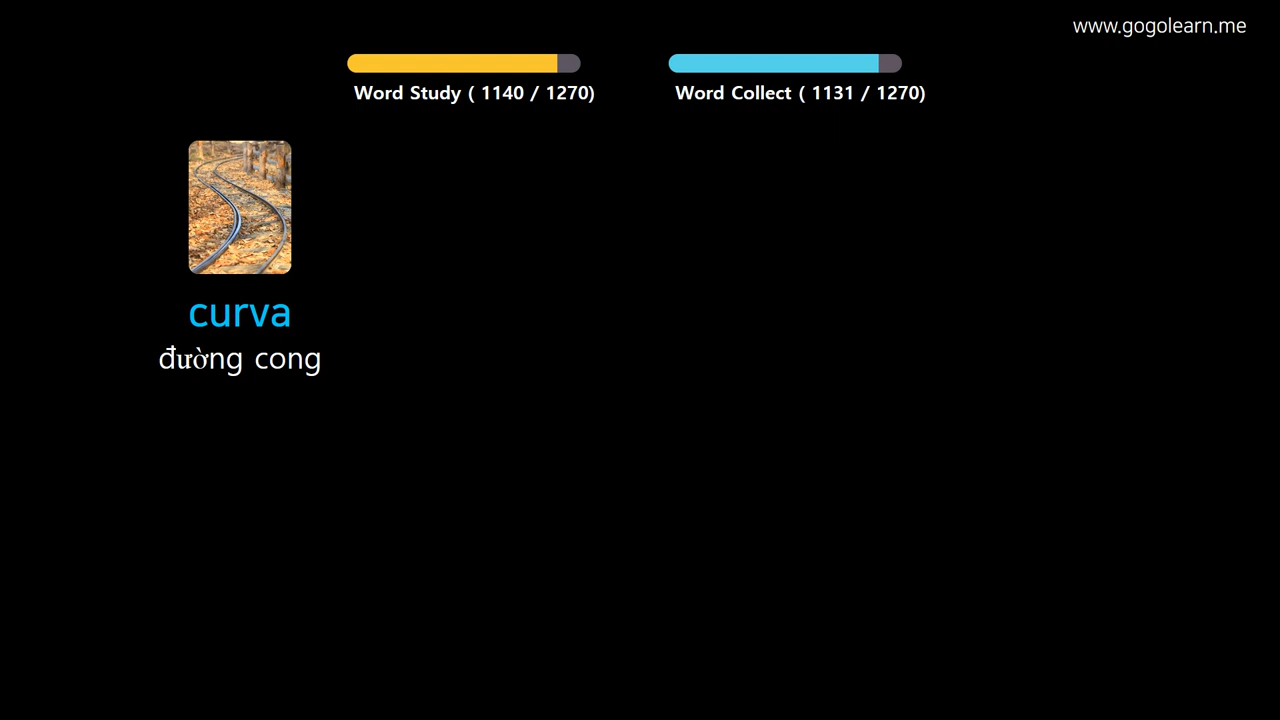 www.gogolearn.me
Word Study ( 1140 / 1270)
Word Collect ( 1131 / 1270)
curva
đường cong